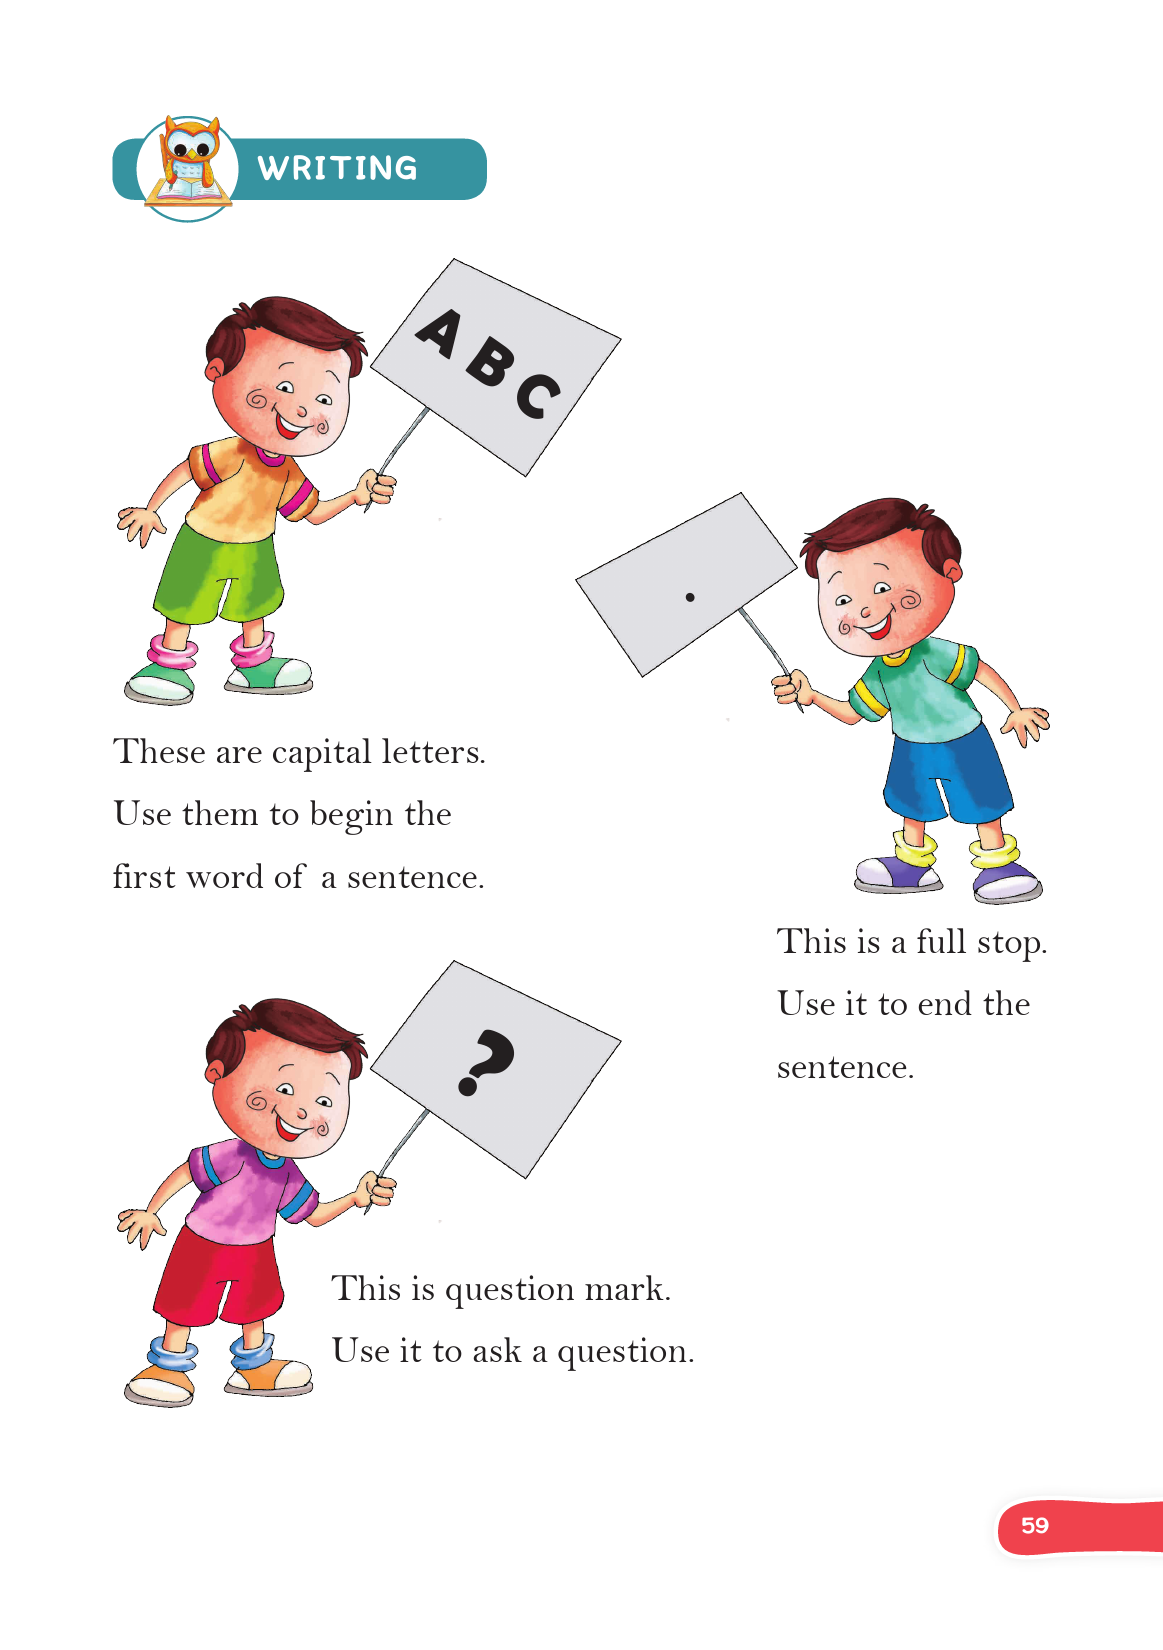 WRITING
A B C
These are capital letters.
Use them to begin the
first word of a sentence.
.
This is a full stop.
Use it to end the
sentence.
?
This is question mark.
Use it to ask a question.
59